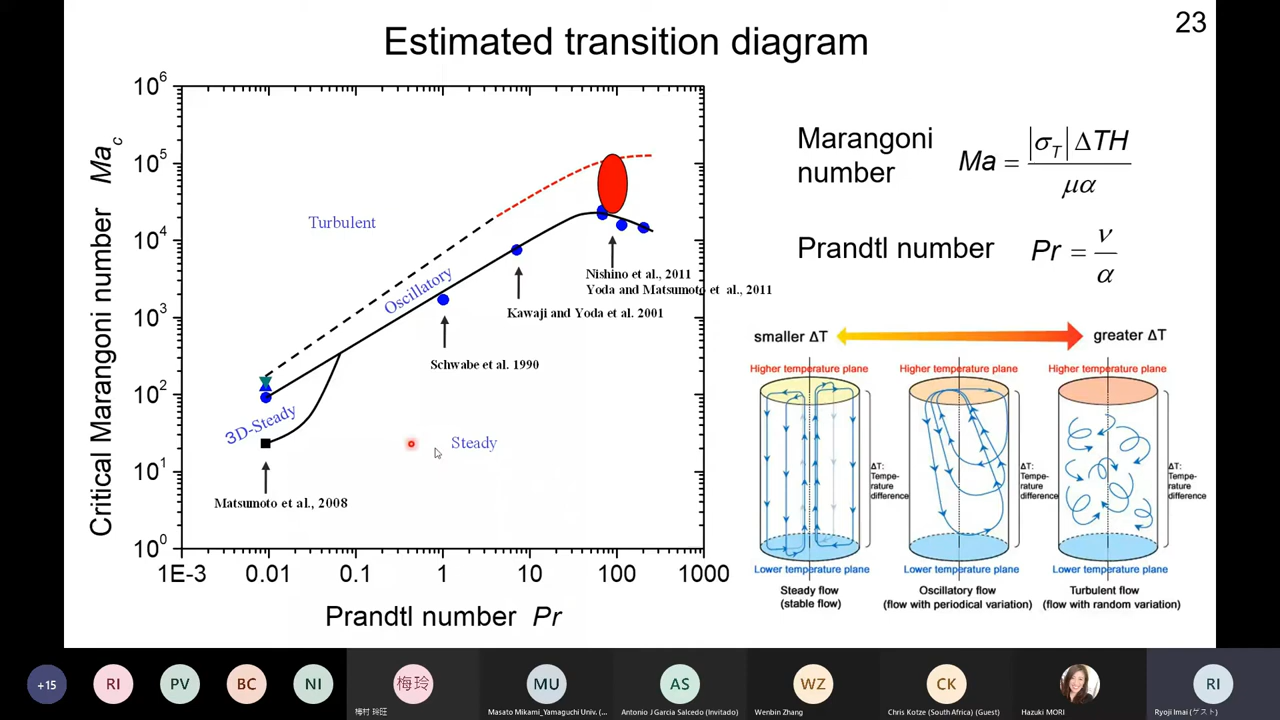 23
Estimated transition diagram
10^6
10^5
10^4
10^3
10^2
10^1
10^0
1E-3
0.01
0.1
1
10
100
1000
Critical Marangoni number Ma_c
Prandtl number Pr
Turbulent
Oscillatory
3D-Steady
Steady
Nishino et al., 2011
Yoda and Matsumoto et al., 2011
Kawaji and Yoda et al. 2001
Schwabe et al. 1990
Matsumoto et al., 2008
Marangoni
number
Ma = |σ_T| ΔTH / μα
Prandtl number
Pr = ν / α
smaller ΔT
greater ΔT
Higher temperature plane
Higher temperature plane
Higher temperature plane
ΔT:
Tempe-
rature
difference
ΔT:
Tempe-
rature
difference
ΔT:
Tempe-
rature
difference
Lower temperature plane
Lower temperature plane
Lower temperature plane
Steady flow
(stable flow)
Oscillatory flow
(flow with periodical variation)
Turbulent flow
(flow with random variation)
+15
RI
PV
BC
NI
梅玲
梅村 玲旺
MU
Masato Mikami_Yamaguchi Univ. (...
AS
Antonio J Garcia Salcedo (Invitado)
WZ
Wenbin Zhang
CK
Chris Kotze (South Africa) (Guest)
Hazuki MORI
RI
Ryoji Imai (ゲスト)